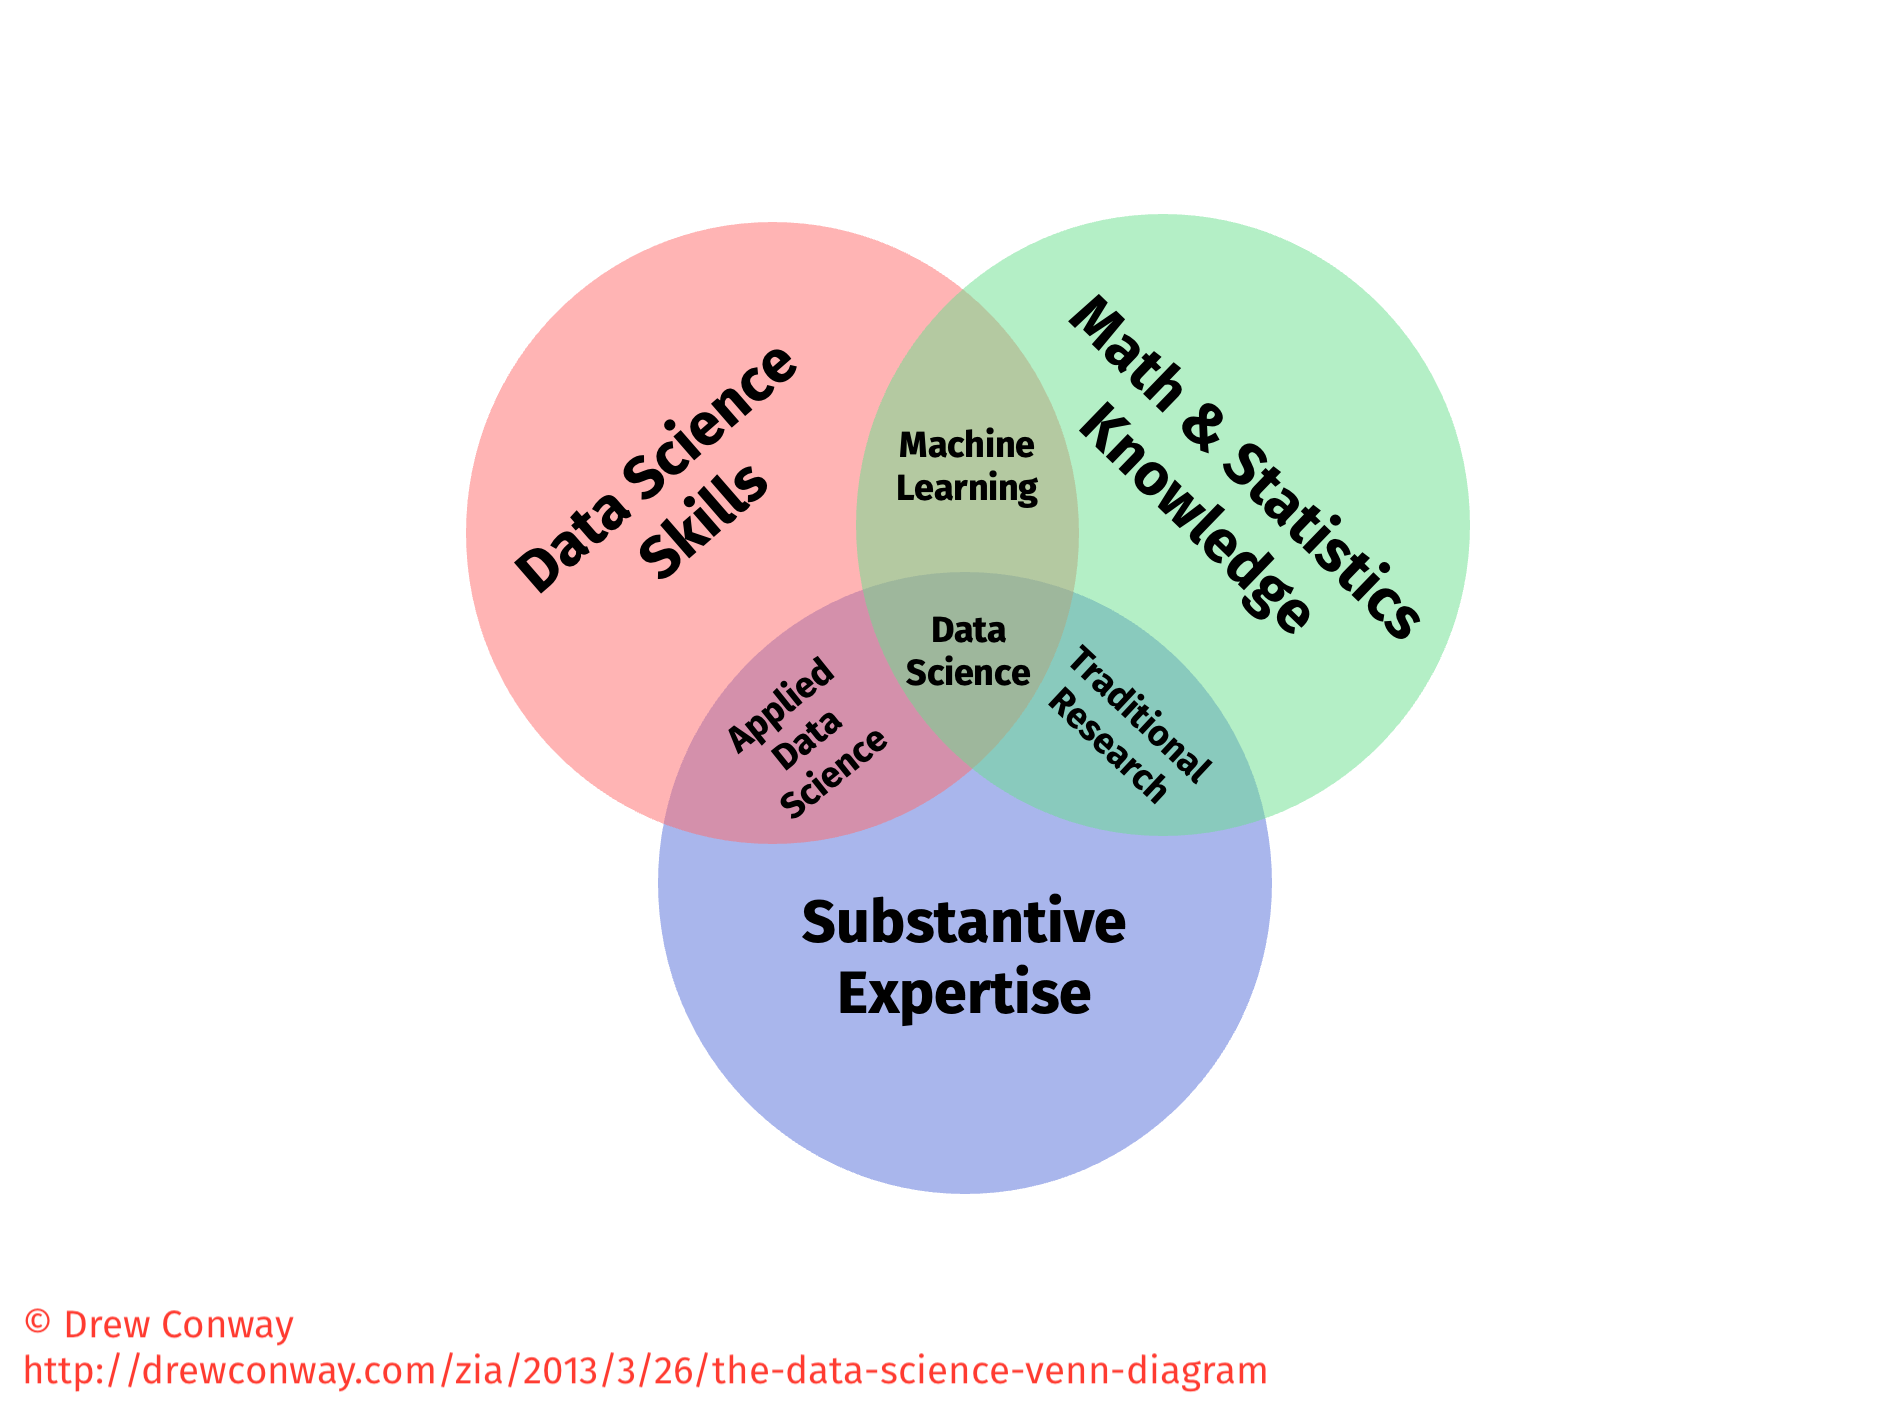 Data Science
Skills
Math & Statistics
Knowledge
Machine
Learning
Data
Science
Applied
Data
Science
Traditional
Research
Substantive
Expertise
© Drew Conway
http://drewconway.com/zia/2013/3/26/the-data-science-venn-diagram